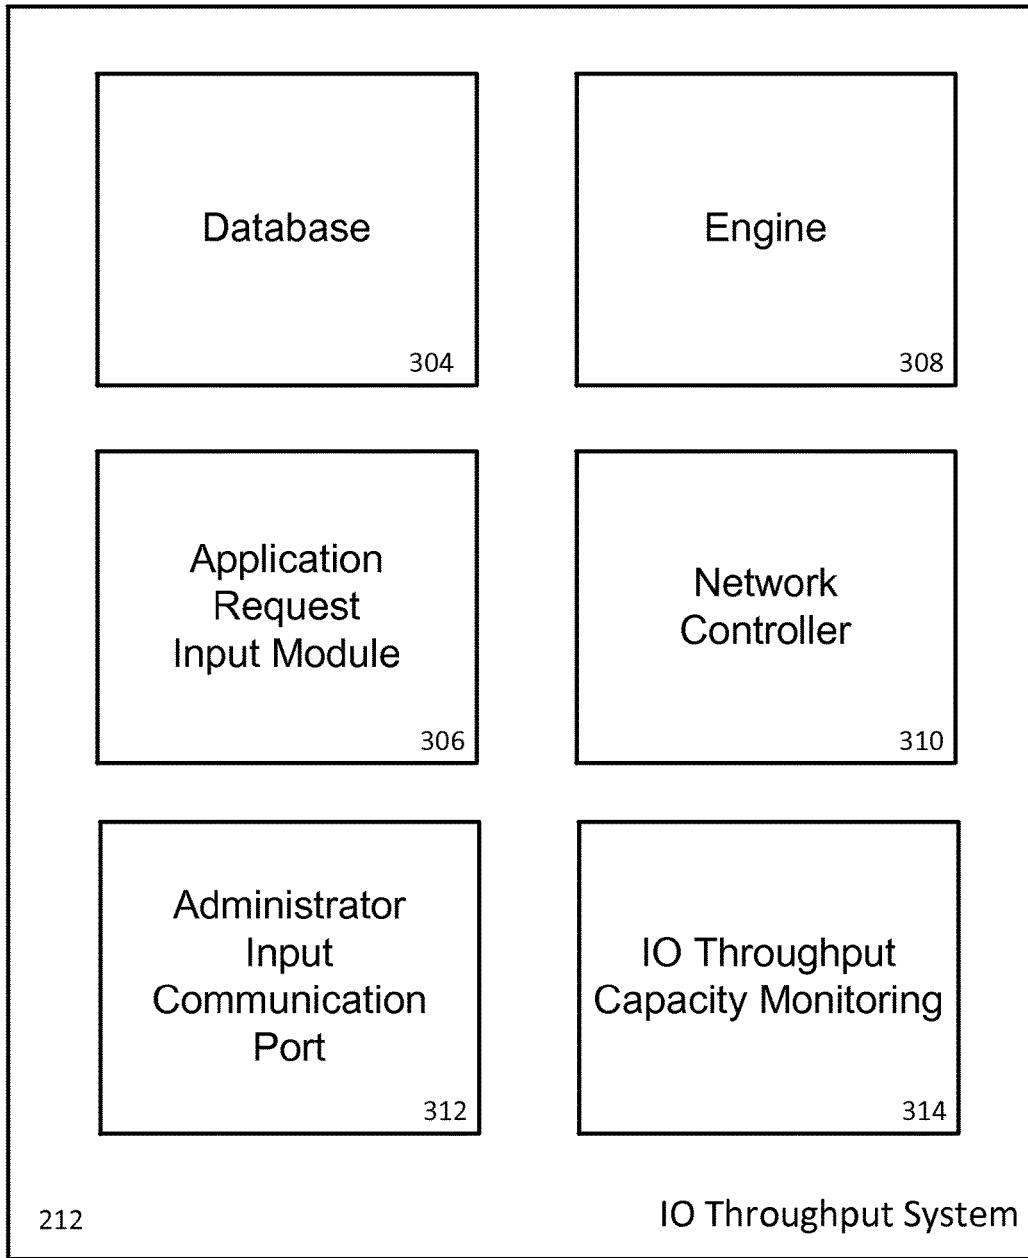 Database
304
Engine
308
Application
Request
Input Module
306
Network
Controller
310
Administrator
Input
Communication
Port
312
IO Throughput
Capacity Monitoring
314
212
IO Throughput System